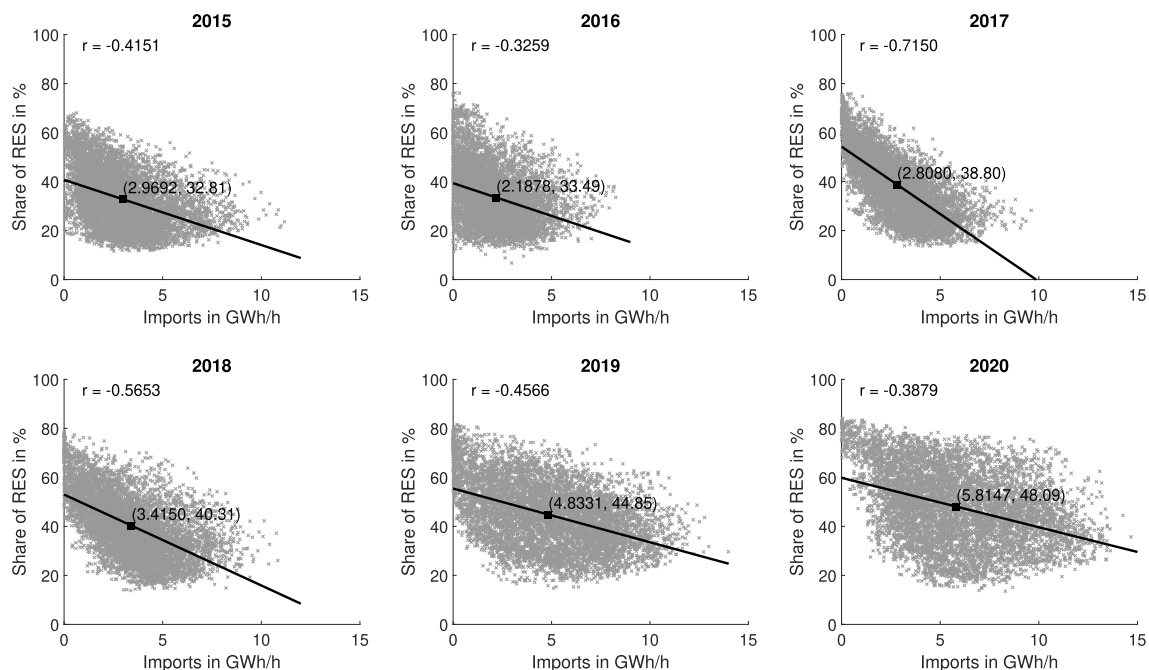 2015
r = -0.4151
(2.9692, 32.81)
100
80
60
40
20
0
0 5 10 15
Share of RES in %
Imports in GWh/h
2016
r = -0.3259
(2.1878, 33.49)
100
80
60
40
20
0
0 5 10 15
Share of RES in %
Imports in GWh/h
2017
r = -0.7150
(2.8080, 38.80)
100
80
60
40
20
0
0 5 10 15
Share of RES in %
Imports in GWh/h
2018
r = -0.5653
(3.4150, 40.31)
100
80
60
40
20
0
0 5 10 15
Share of RES in %
Imports in GWh/h
2019
r = -0.4566
(4.8331, 44.85)
100
80
60
40
20
0
0 5 10 15
Share of RES in %
Imports in GWh/h
2020
r = -0.3879
(5.8147, 48.09)
100
80
60
40
20
0
0 5 10 15
Share of RES in %
Imports in GWh/h